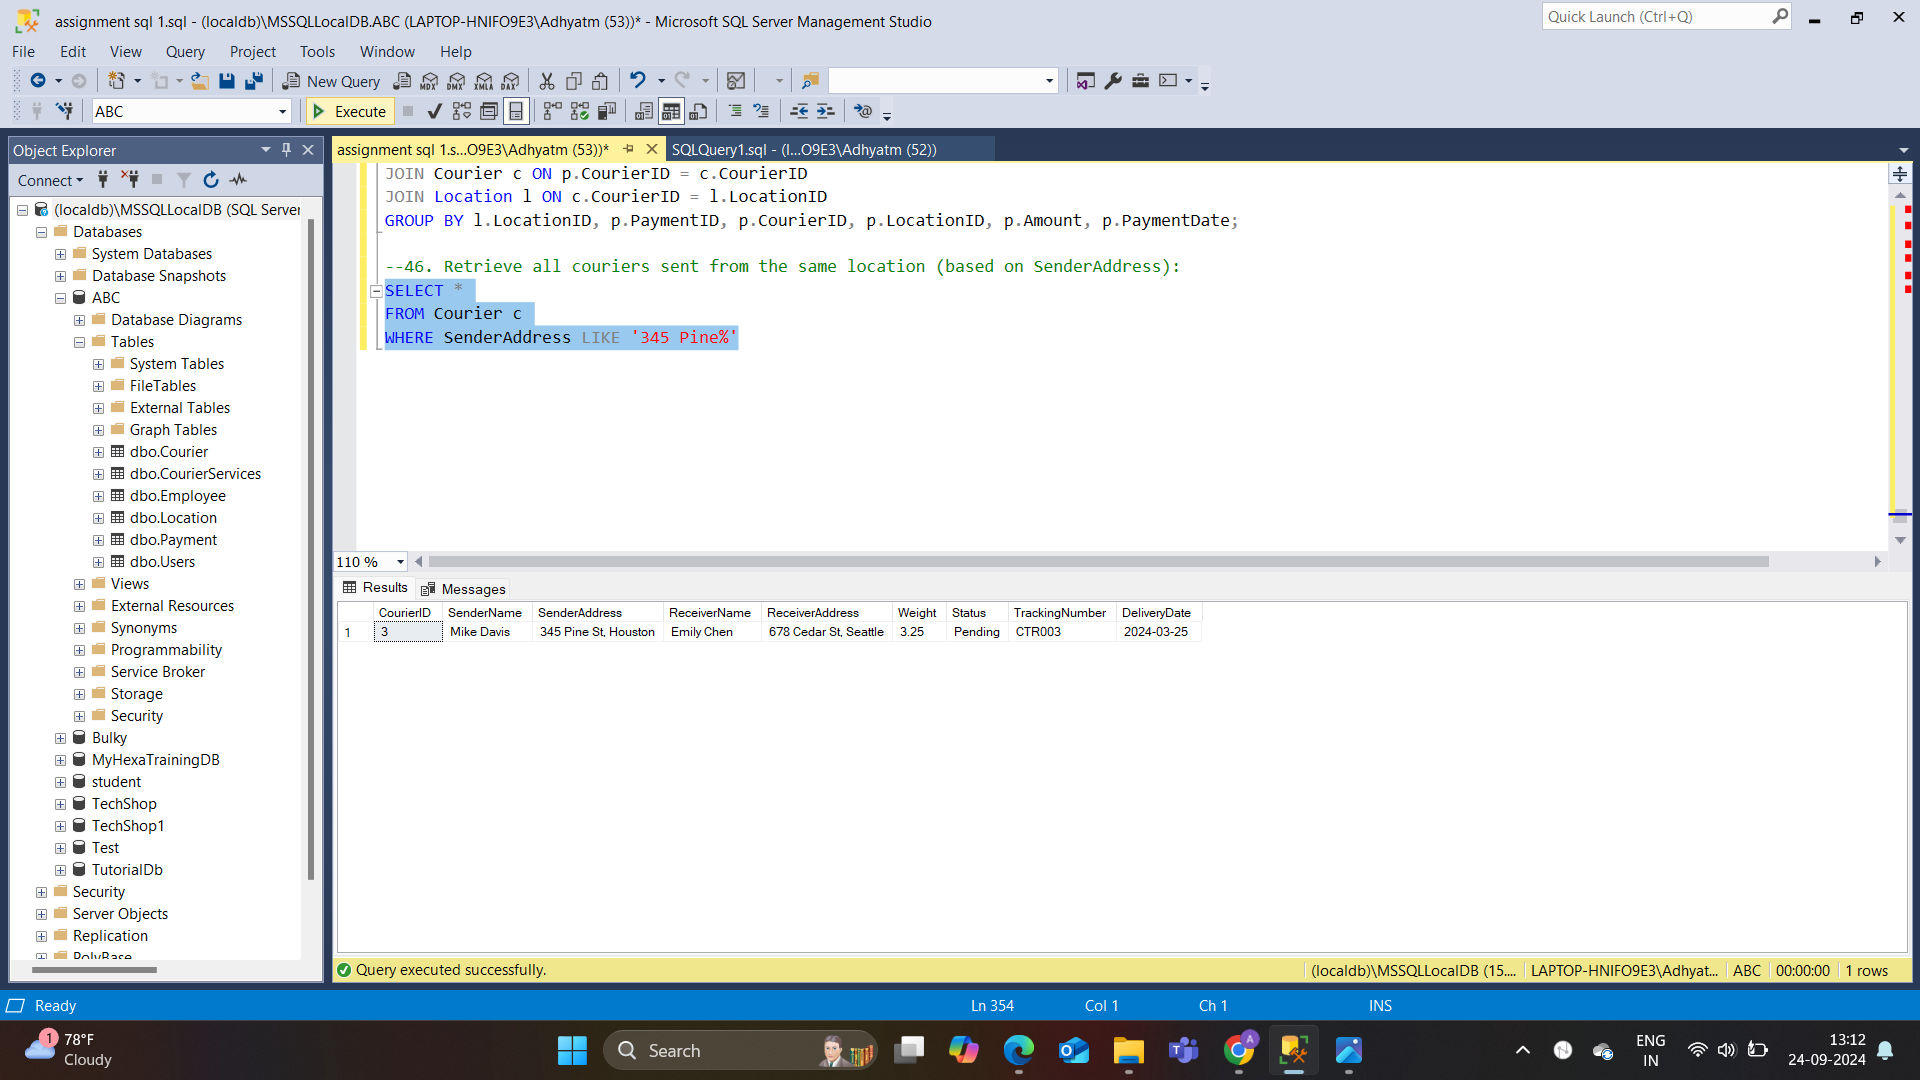 assignment sql 1.sql - (localdb)\MSSQLLocalDB.ABC (LAPTOP-HNIFO9E3\Adhyatm (53))* - Microsoft SQL Server Management Studio
Quick Launch (Ctrl+Q)
File Edit View Query Project Tools Window Help
New Query MDX DMX XMLA DAX
ABC Execute
Object Explorer
assignment sql 1.s...O9E3\Adhyatm (53))* SQLQuery1.sql - (l...O9E3\Adhyatm (52))
Connect
(localdb)\MSSQLLocalDB (SQL Server
Databases
System Databases
Database Snapshots
ABC
Database Diagrams
Tables
System Tables
FileTables
External Tables
Graph Tables
dbo.Courier
dbo.CourierServices
dbo.Employee
dbo.Location
dbo.Payment
dbo.Users
Views
External Resources
Synonyms
Programmability
Service Broker
Storage
Security
Bulky
MyHexaTrainingDB
student
TechShop
TechShop1
Test
TutorialDb
Security
Server Objects
Replication
PolyBase
JOIN Courier c ON p.CourierID = c.CourierID
JOIN Location l ON c.CourierID = l.LocationID
GROUP BY l.LocationID, p.PaymentID, p.CourierID, p.LocationID, p.Amount, p.PaymentDate;
--46. Retrieve all couriers sent from the same location (based on SenderAddress):
SELECT *
FROM Courier c
WHERE SenderAddress LIKE '345 Pine%'
110 %
Results Messages
CourierID SenderName SenderAddress ReceiverName ReceiverAddress Weight Status TrackingNumber DeliveryDate
1 3 Mike Davis 345 Pine St, Houston Emily Chen 678 Cedar St, Seattle 3.25 Pending CTR003 2024-03-25
Query executed successfully. (localdb)\MSSQLLocalDB (15.... LAPTOP-HNIFO9E3\Adhyat... ABC 00:00:00 1 rows
Ready Ln 354 Col 1 Ch 1 INS
1 78°F
Cloudy
Search
A
ENG
IN
13:12
24-09-2024